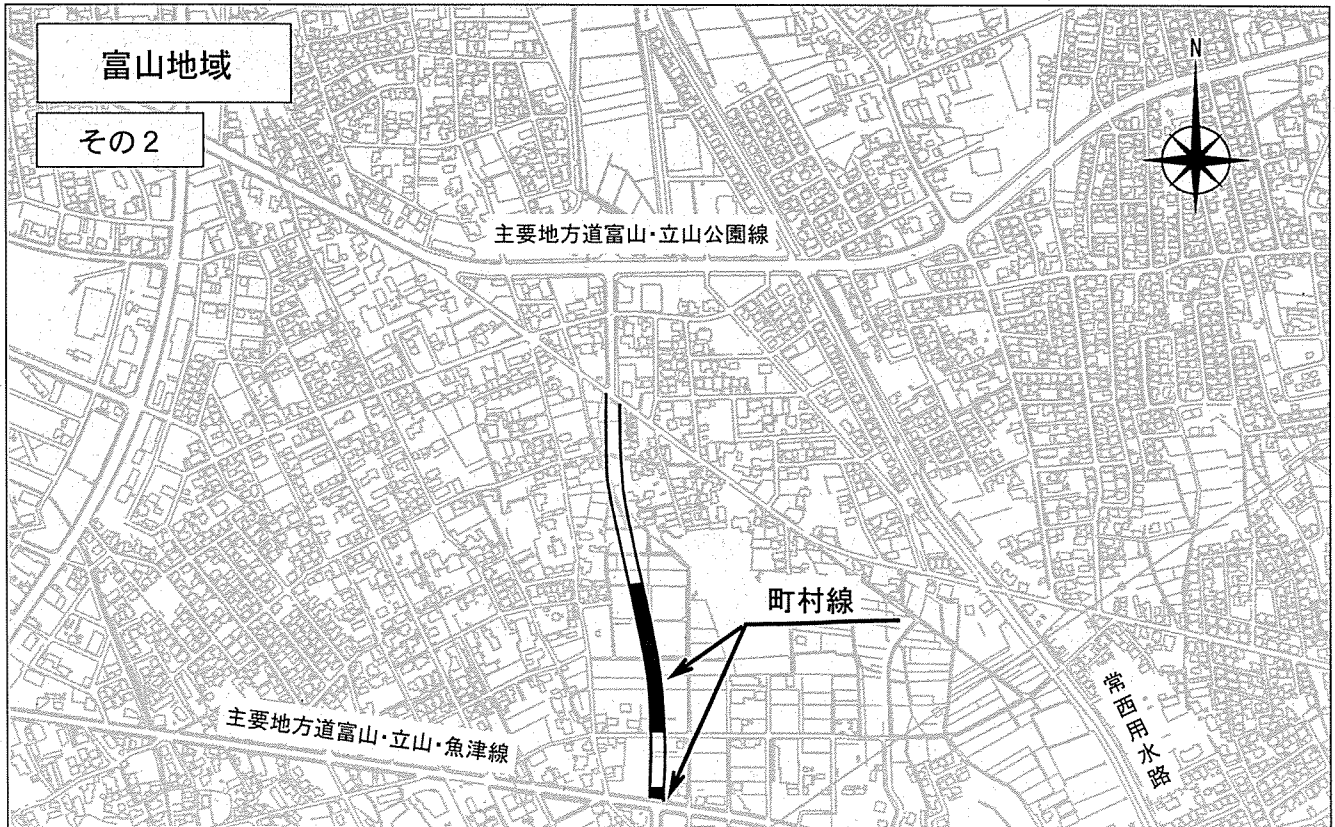 富山地域
その2
N
主要地方道富山・立山公園線
町村線
主要地方道富山・立山・魚津線
常西用水路